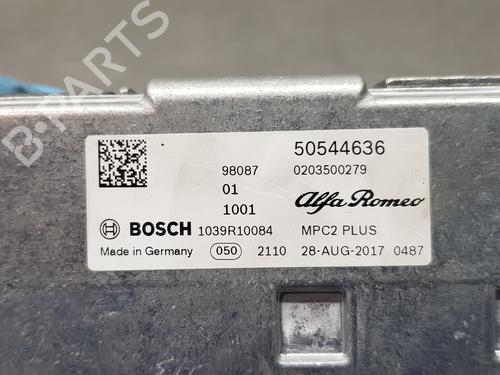 50544636
98087 0203500279
01
1001 Alfa Romeo
BOSCH 1039R10084 MPC2 PLUS
Made in Germany 050 2110 28-AUG-2017 0487
B-PARTS